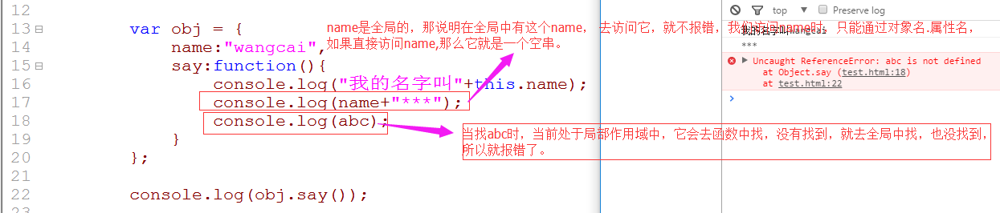 12
13 var obj = {
14 name:"wangcai",
15 say:function(){
16 console.log("我的名字叫"+this.name);
17 console.log(name+"***");
18 console.log(abc);
19 }
20 };
21
22 console.log(obj.say());
23
name是全局的，那说明在全局中有这个name， 去访问它，就不报错，我们访问name时，只能通过对象名.属性名，
如果直接访问name,那么它就是一个空串。
当找abc时，当前处于局部作用域中，它会去函数中找，没有找到，就去全局中找，也没找到，
所以就报错了。
top ▼ Preserve log
我的名字叫wangcai
***
Uncaught ReferenceError: abc is not defined
at Object.say (test.html:18)
at test.html:22
>